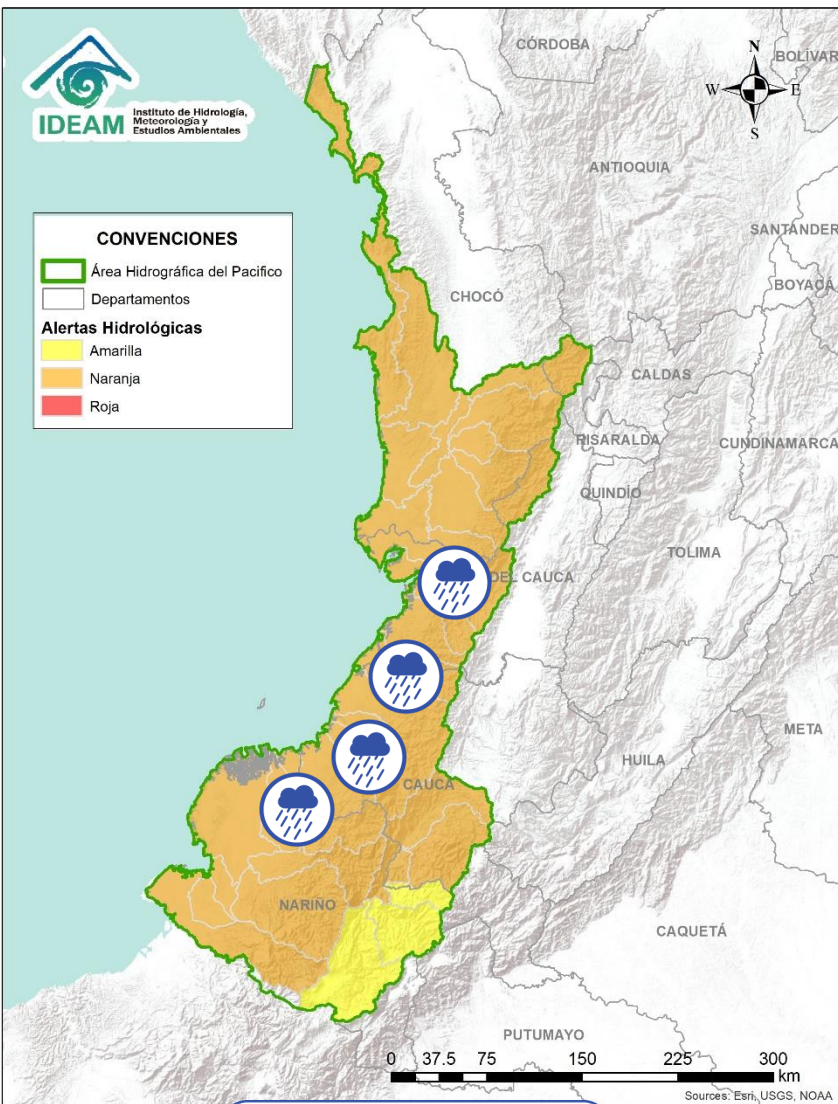 CÓRDOBA
BOLÍVAR
IDEAM
Instituto de Hidrología,
Meteorología y
Estudios Ambientales
N
W
E
S
ANTIOQUIA
SANTANDER
BOYACÁ
CONVENCIONES
Área Hidrográfica del Pacifico
Departamentos
Alertas Hidrológicas
Amarilla
Naranja
Roja
CHOCÓ
CALDAS
RISARALDA
CUNDINAMARCA
QUINDÍO
TOLIMA
DEL CAUCA
META
HUILA
CAUCA
NARIÑO
CAQUETÁ
PUTUMAYO
0 37.5 75 150 225 300
km
Sources: Esri, USGS, NOAA